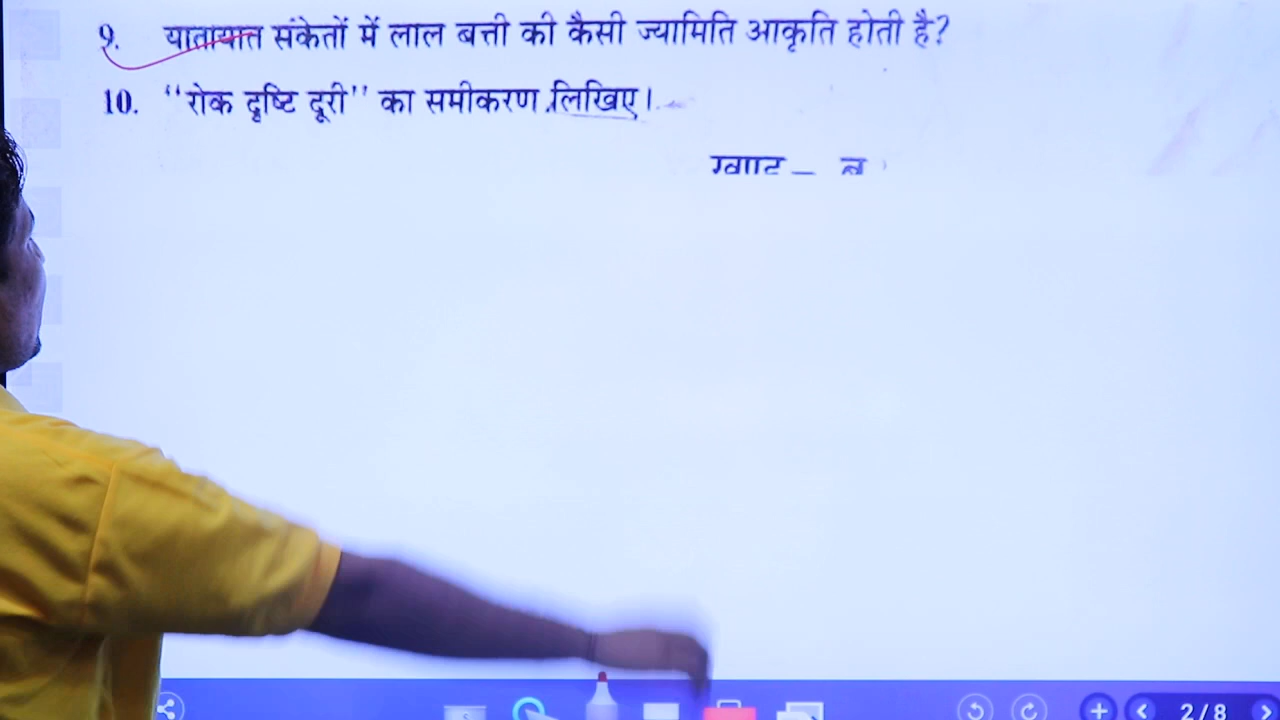 9. यातायात संकेतों में लाल बत्ती की कैसी ज्यामिति आकृति होती है?
10. “रोक दृष्टि दूरी” का समीकरण लिखिए।
2/8